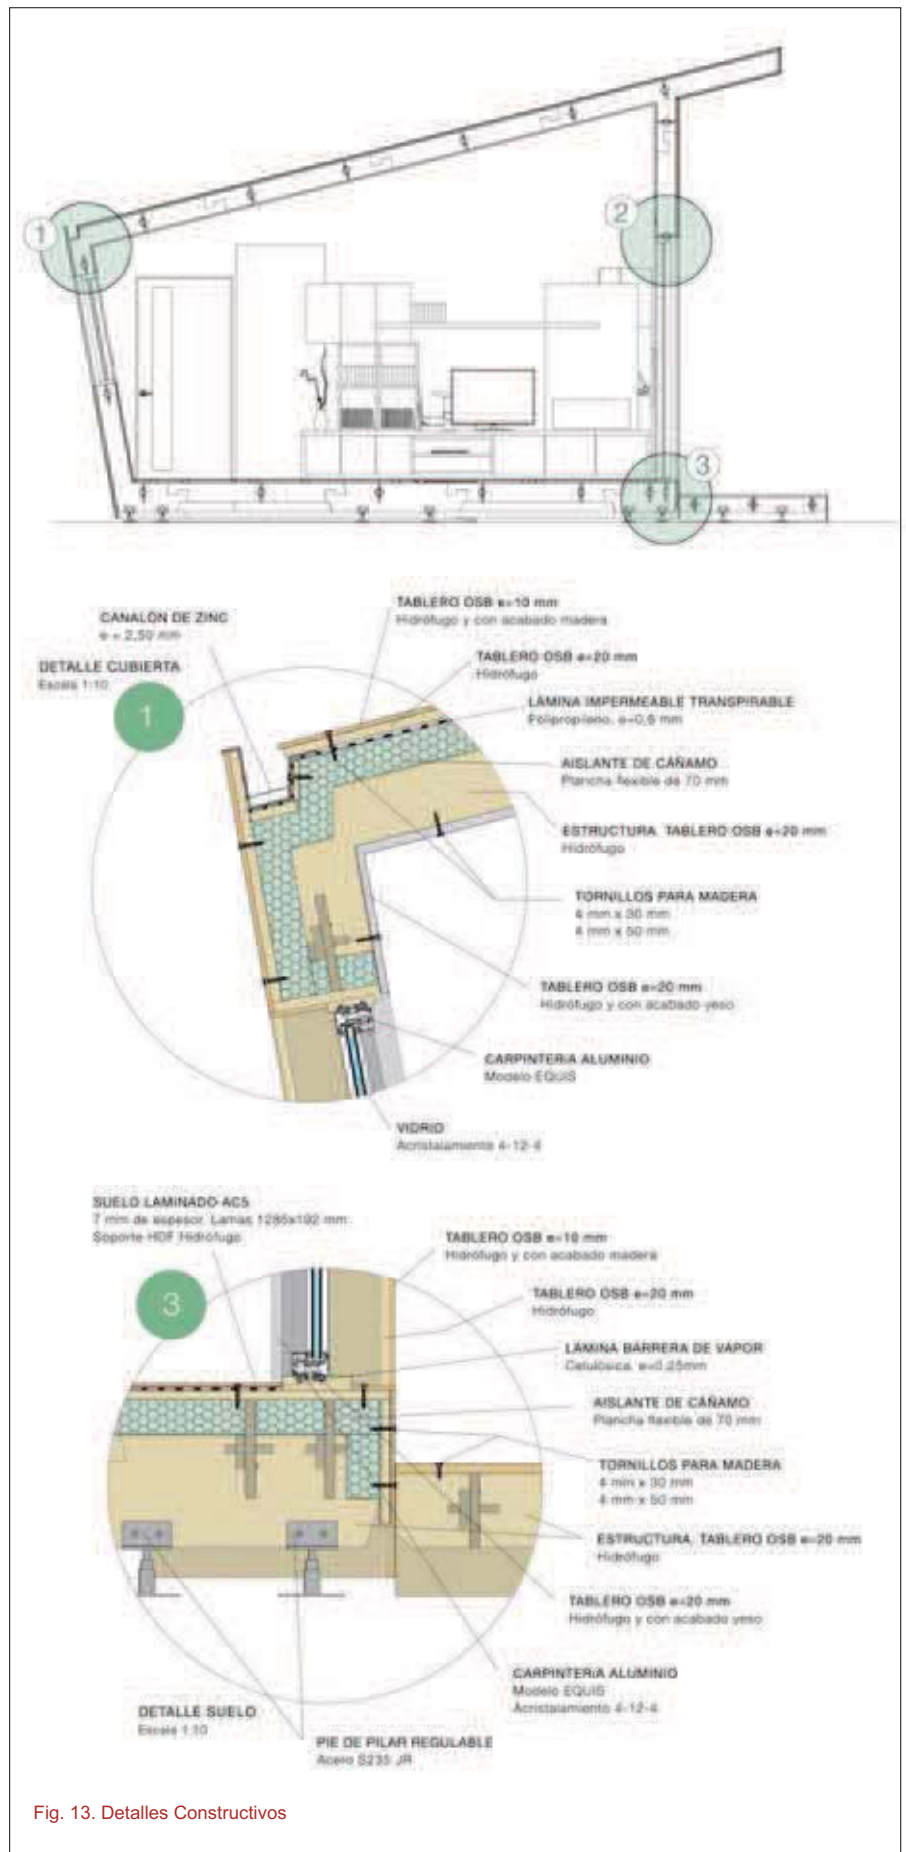 1
2
3
CANALÓN DE ZINC
e = 2,50 mm
DETALLE CUBIERTA
Escala 1:10
1
TABLERO OSB e=10 mm
Hidrófugo y con acabado madera
TABLERO OSB e=20 mm
Hidrófugo
LÁMINA IMPERMEABLE TRANSPIRABLE
Polipropileno. e=0,6 mm
AISLANTE DE CÁÑAMO
Plancha flexible de 70 mm
ESTRUCTURA. TABLERO OSB e=20 mm
Hidrófugo
TORNILLOS PARA MADERA
4 mm x 30 mm
4 mm x 50 mm
TABLERO OSB e=20 mm
Hidrófugo y con acabado yeso
CARPINTERÍA ALUMINIO
Modelo EQUIS
VIDRIO
Acristalamiento 4-12-4
SUELO LAMINADO AC5
7 mm de espesor. Lamas 1285x192 mm.
Soporte HDF Hidrófugo
3
TABLERO OSB e=10 mm
Hidrófugo y con acabado madera
TABLERO OSB e=20 mm
Hidrófugo
LÁMINA BARRERA DE VAPOR
Celulósica. e=0.25mm
AISLANTE DE CÁÑAMO
Plancha flexible de 70 mm
TORNILLOS PARA MADERA
4 mm x 30 mm
4 mm x 50 mm
ESTRUCTURA. TABLERO OSB e=20 mm
Hidrófugo
TABLERO OSB e=20 mm
Hidrófugo y con acabado yeso
CARPINTERÍA ALUMINIO
Modelo EQUIS
Acristalamiento 4-12-4
DETALLE SUELO
Escala 1:10
PIE DE PILAR REGULABLE
Acero S235 JR
Fig. 13. Detalles Constructivos